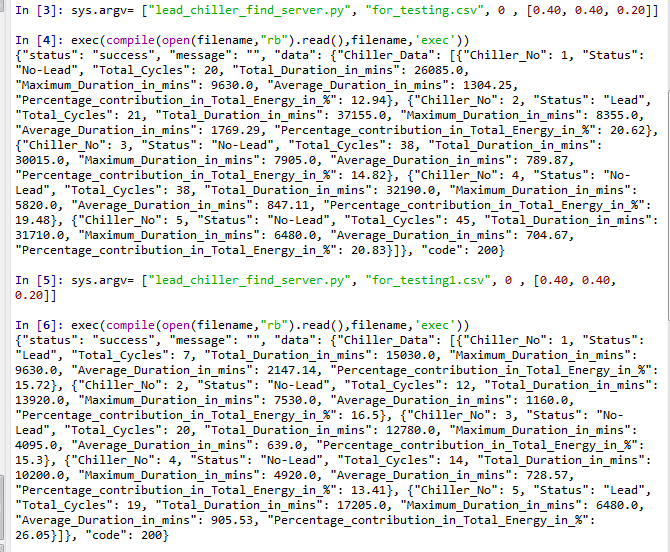 In [3]: sys.argv= ["lead_chiller_find_server.py", "for_testing.csv", 0 , [0.40, 0.40, 0.20]]
In [4]: exec(compile(open(filename,"rb").read(),filename,'exec'))
{"status": "success", "message": "", "data": {"Chiller_Data": [{"Chiller_No": 1, "Status":
"No-Lead", "Total_Cycles": 20, "Total_Duration_in_mins": 26085.0,
"Maximum_Duration_in_mins": 9630.0, "Average_Duration_in_mins": 1304.25,
"Percentage_contribution_in_Total_Energy_in_%": 12.94}, {"Chiller_No": 2, "Status": "Lead",
"Total_Cycles": 21, "Total_Duration_in_mins": 37155.0, "Maximum_Duration_in_mins": 8355.0,
"Average_Duration_in_mins": 1769.29, "Percentage_contribution_in_Total_Energy_in_%": 20.62},
{"Chiller_No": 3, "Status": "No-Lead", "Total_Cycles": 38, "Total_Duration_in_mins":
30015.0, "Maximum_Duration_in_mins": 7905.0, "Average_Duration_in_mins": 789.87,
"Percentage_contribution_in_Total_Energy_in_%": 14.82}, {"Chiller_No": 4, "Status": "No-
Lead", "Total_Cycles": 38, "Total_Duration_in_mins": 32190.0, "Maximum_Duration_in_mins":
5820.0, "Average_Duration_in_mins": 847.11, "Percentage_contribution_in_Total_Energy_in_%":
19.48}, {"Chiller_No": 5, "Status": "No-Lead", "Total_Cycles": 45, "Total_Duration_in_mins":
31710.0, "Maximum_Duration_in_mins": 6480.0, "Average_Duration_in_mins": 704.67,
"Percentage_contribution_in_Total_Energy_in_%": 20.83}]}, "code": 200}
In [5]: sys.argv= ["lead_chiller_find_server.py", "for_testing1.csv", 0 , [0.40, 0.40,
0.20]]
In [6]: exec(compile(open(filename,"rb").read(),filename,'exec'))
{"status": "success", "message": "", "data": {"Chiller_Data": [{"Chiller_No": 1, "Status":
"Lead", "Total_Cycles": 7, "Total_Duration_in_mins": 15030.0, "Maximum_Duration_in_mins":
9630.0, "Average_Duration_in_mins": 2147.14, "Percentage_contribution_in_Total_Energy_in_%":
15.72}, {"Chiller_No": 2, "Status": "No-Lead", "Total_Cycles": 12, "Total_Duration_in_mins":
13920.0, "Maximum_Duration_in_mins": 7530.0, "Average_Duration_in_mins": 1160.0,
"Percentage_contribution_in_Total_Energy_in_%": 16.5}, {"Chiller_No": 3, "Status": "No-
Lead", "Total_Cycles": 20, "Total_Duration_in_mins": 12780.0, "Maximum_Duration_in_mins":
4095.0, "Average_Duration_in_mins": 639.0, "Percentage_contribution_in_Total_Energy_in_%":
15.3}, {"Chiller_No": 4, "Status": "No-Lead", "Total_Cycles": 14, "Total_Duration_in_mins":
10200.0, "Maximum_Duration_in_mins": 4920.0, "Average_Duration_in_mins": 728.57,
"Percentage_contribution_in_Total_Energy_in_%": 13.41}, {"Chiller_No": 5, "Status": "Lead",
"Total_Cycles": 19, "Total_Duration_in_mins": 17205.0, "Maximum_Duration_in_mins": 6480.0,
"Average_Duration_in_mins": 905.53, "Percentage_contribution_in_Total_Energy_in_%":
26.05}]}, "code": 200}